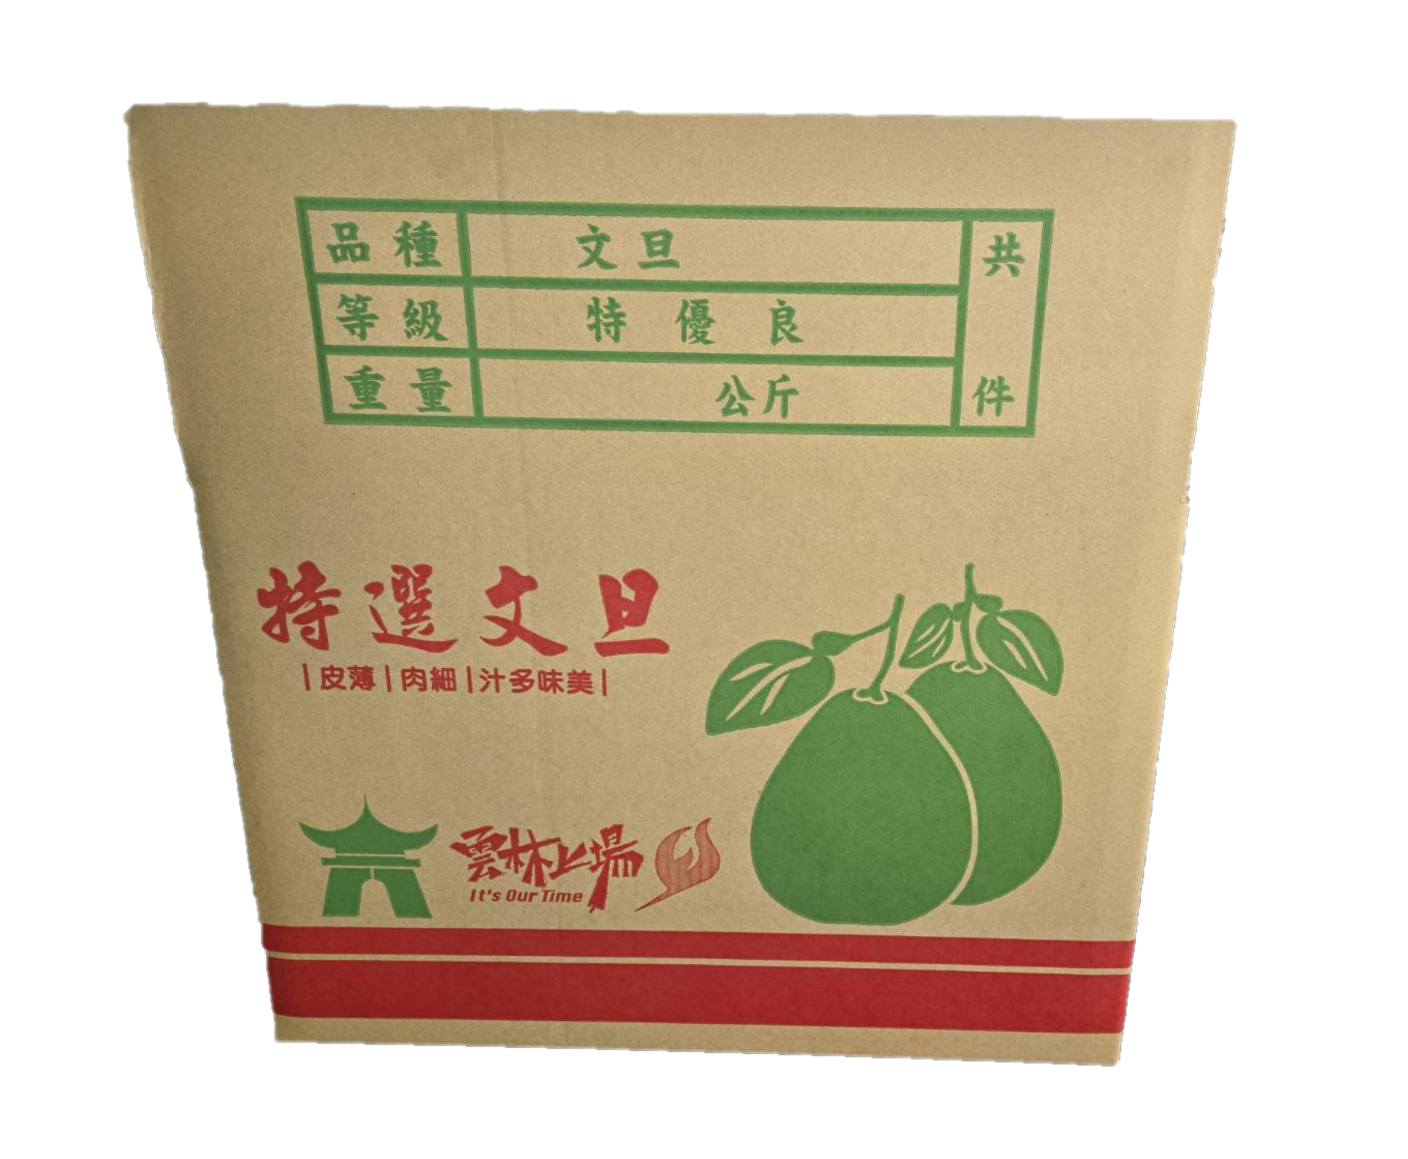 品種 文旦 共
等級 特 優 良
重量 公斤 件
特選文旦
|皮薄|肉細|汁多味美|
雲林上場
It's Our Time